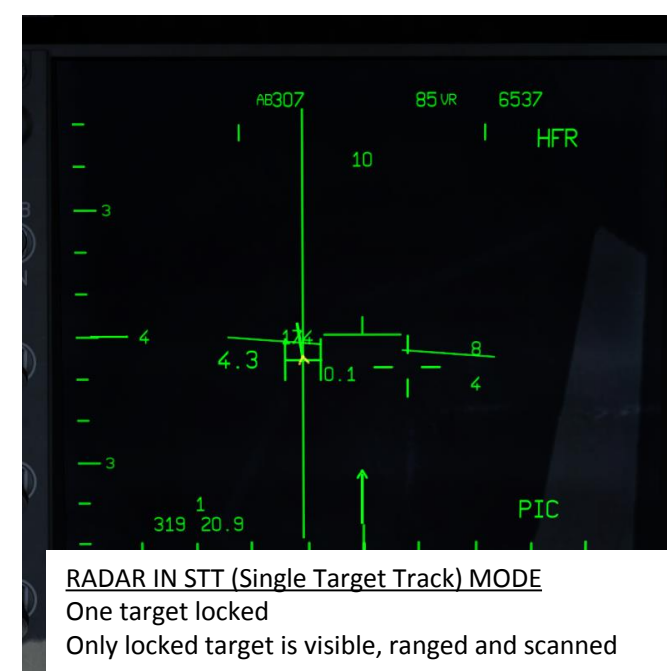 AB307 85 VR 6537
HFR
10
3
174
4
8
4.3
0.1
4
3
1
PIC
319 20.9
RADAR IN STT (Single Target Track) MODE
One target locked
Only locked target is visible, ranged and scanned